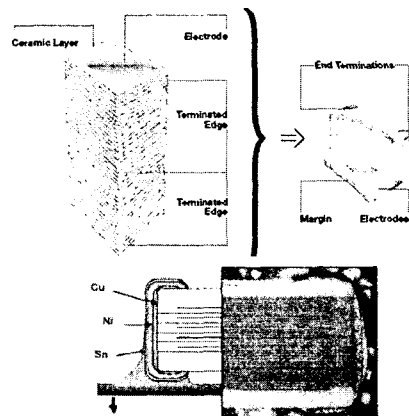 Ceramic Layer
Electrode
Terminated
Edge
Terminated
Edge
End Terminations
Margin
Electrodes
Cu
Ni
Sn